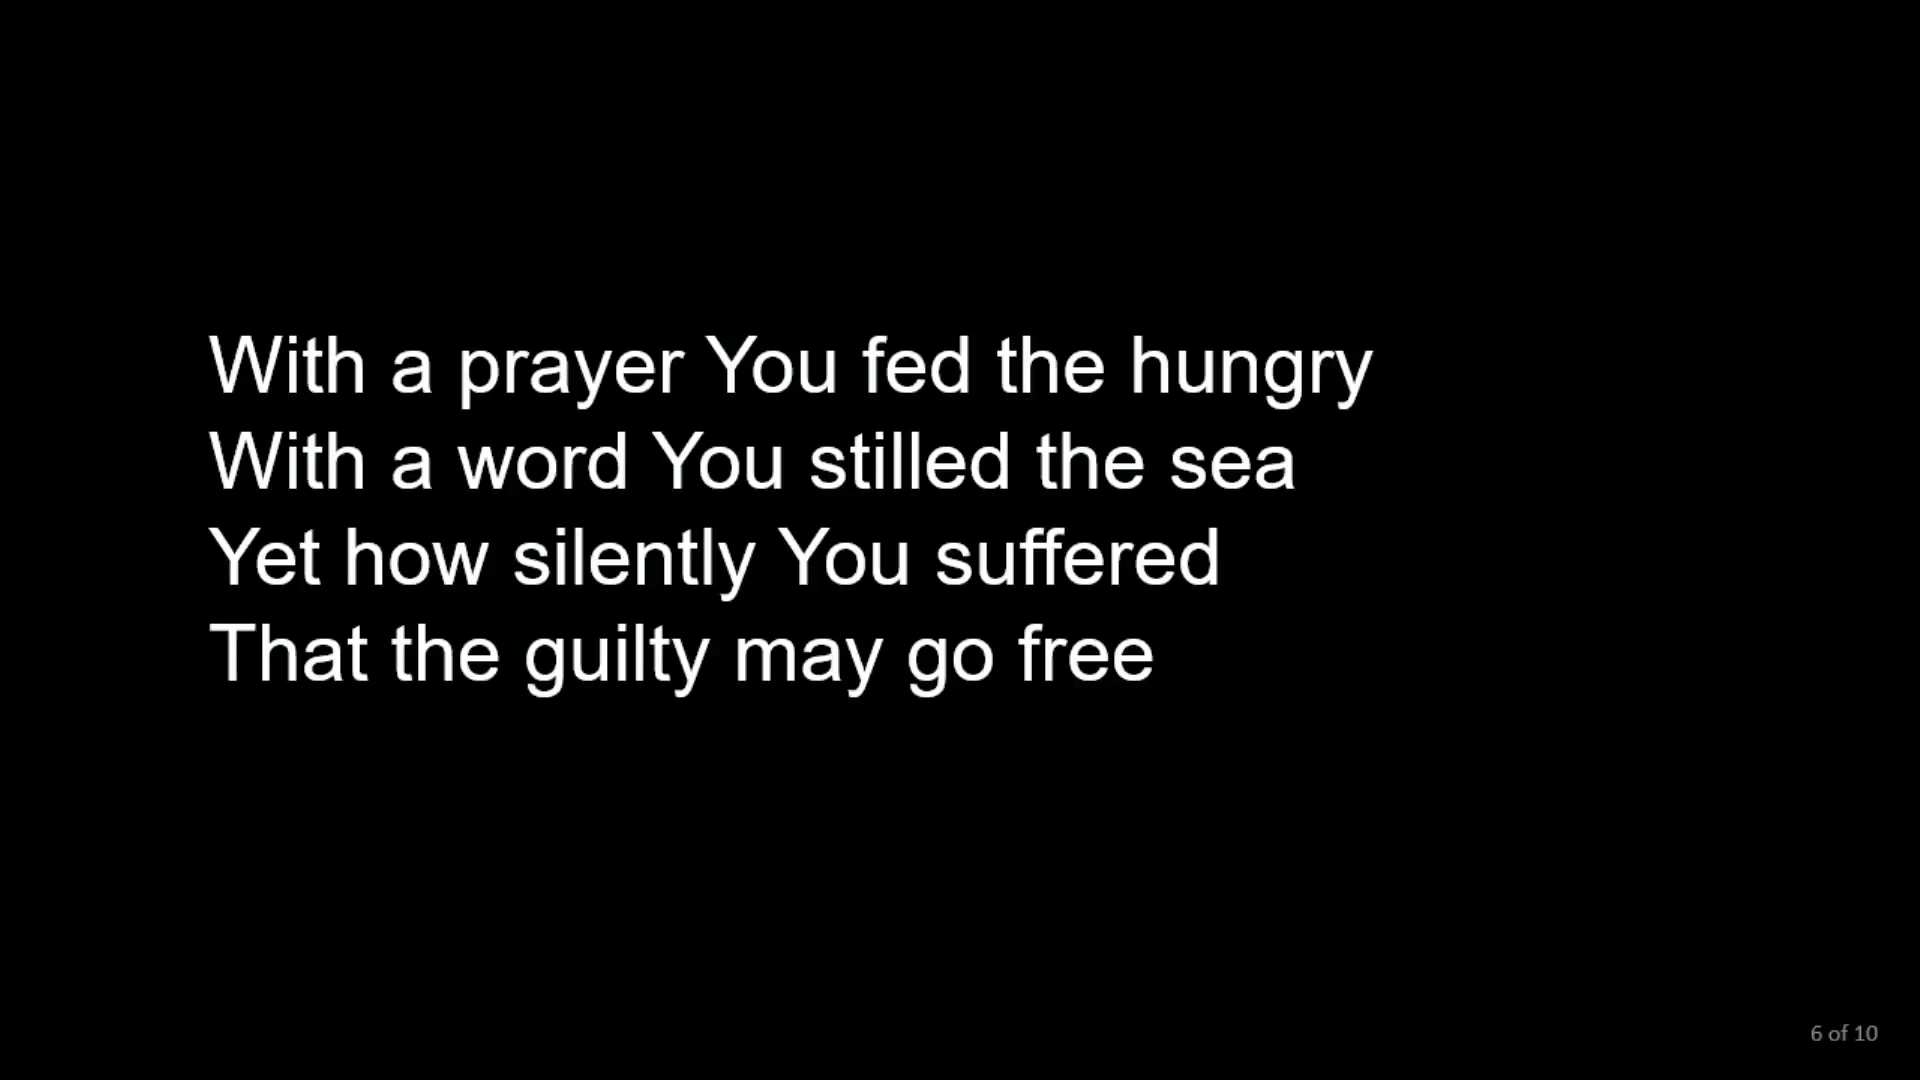 With a prayer You fed the hungry
With a word You stilled the sea
Yet how silently You suffered
That the guilty may go free
6 of 10